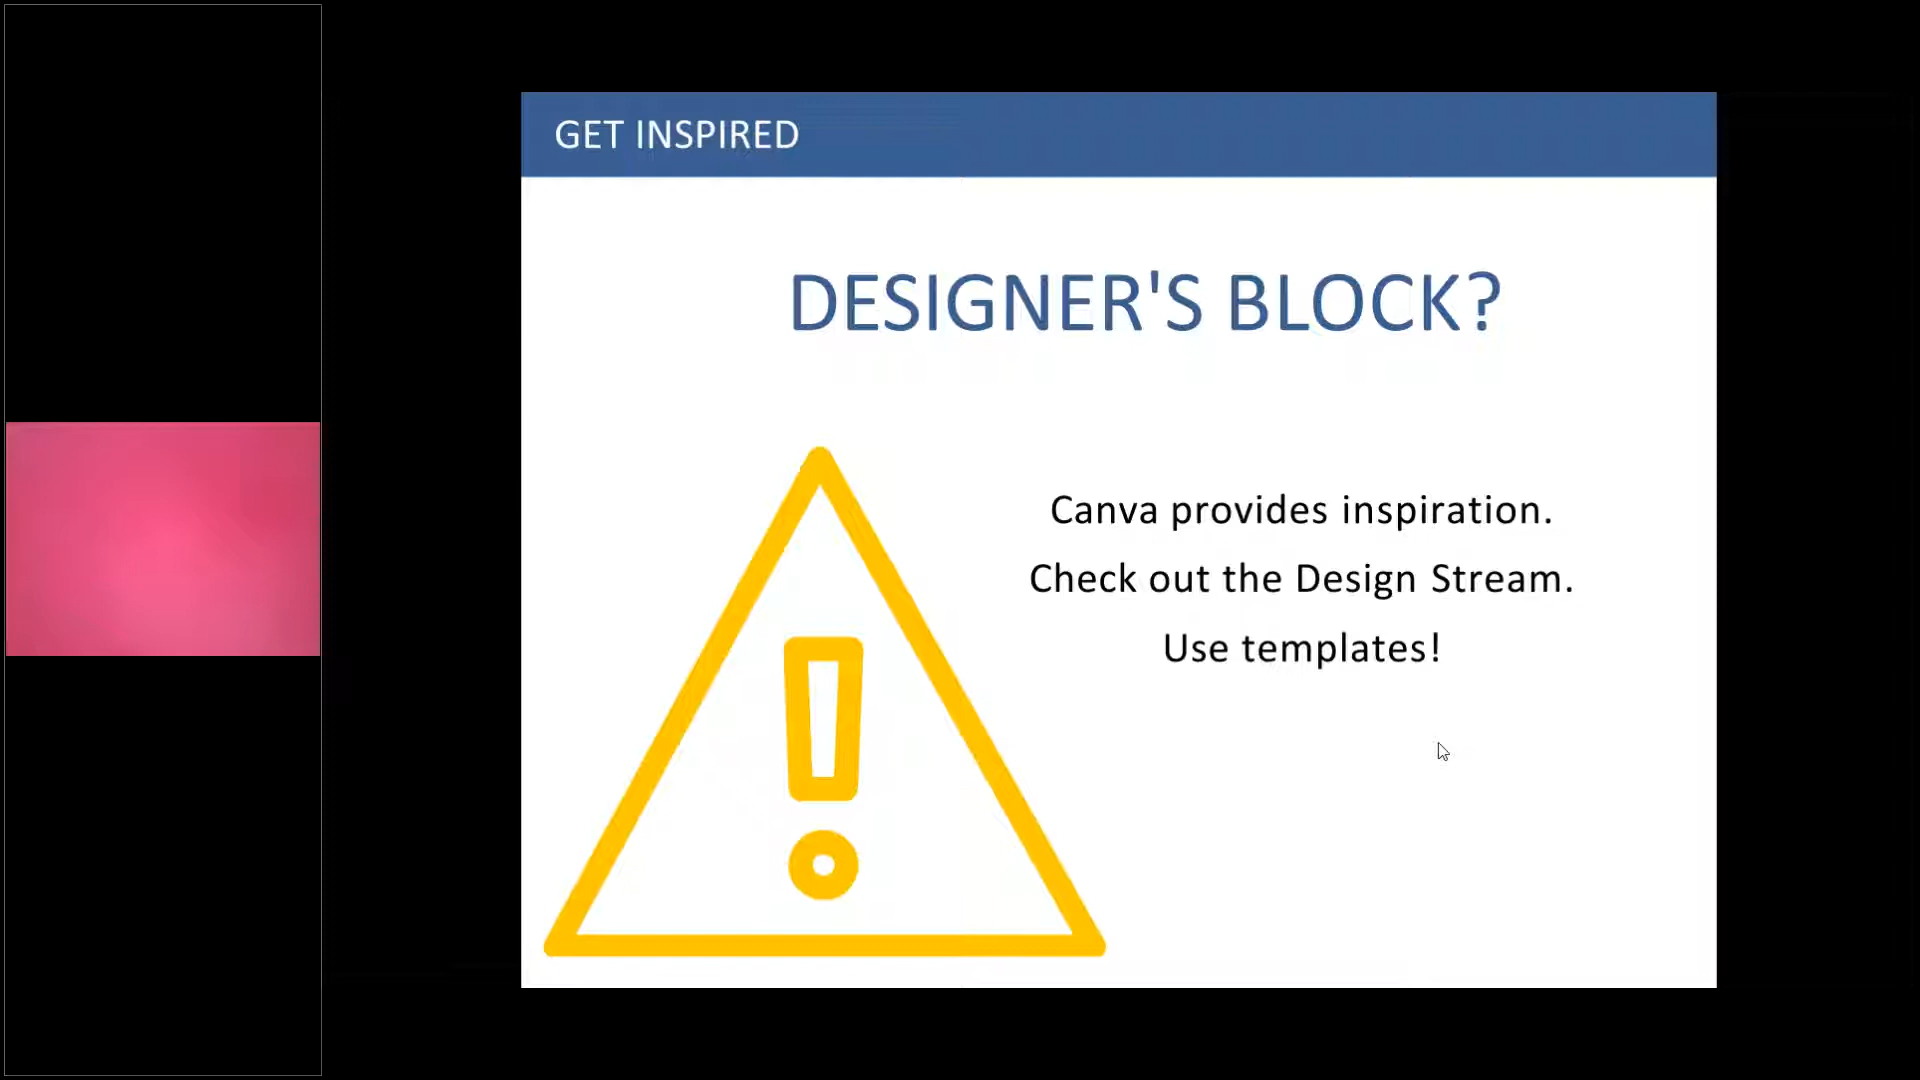 GET INSPIRED
DESIGNER'S BLOCK?
Canva provides inspiration.
Check out the Design Stream.
Use templates!